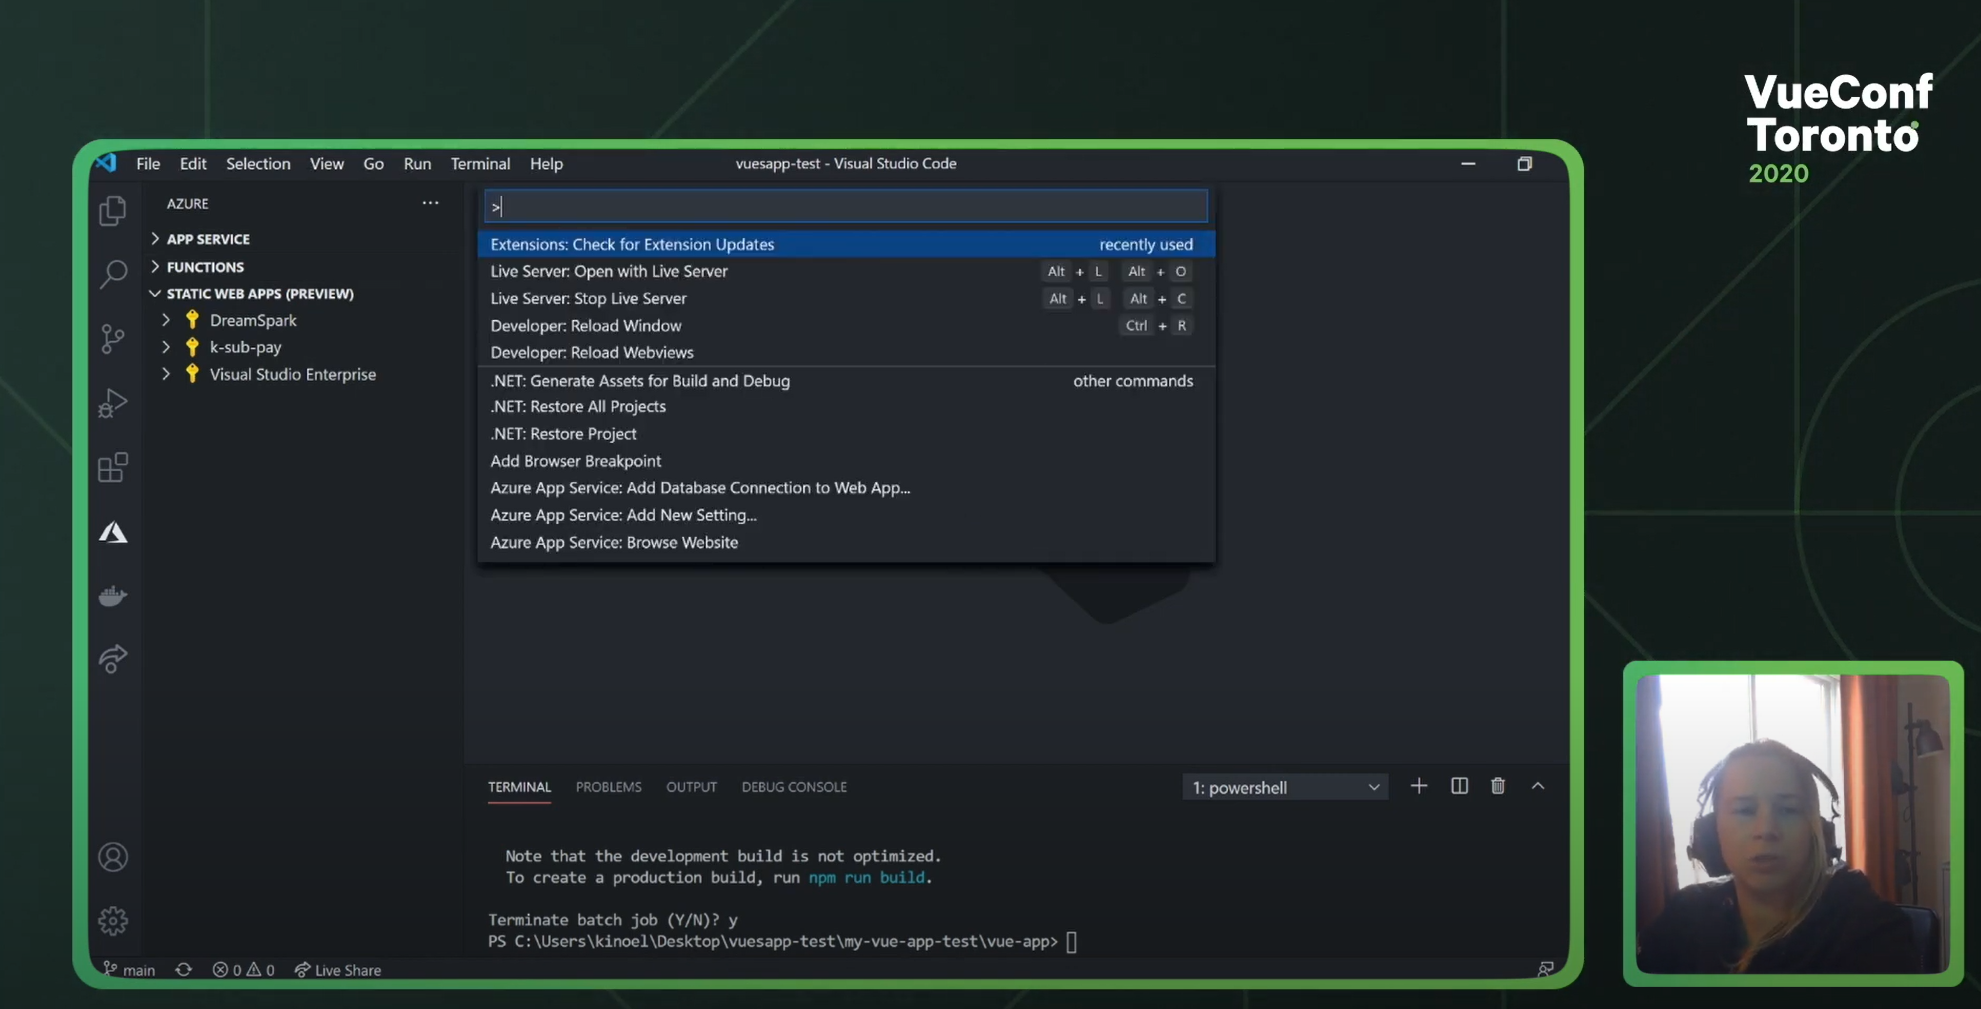 VueConf
Toronto
2020
File Edit Selection View Go Run Terminal Help
vuesapp-test - Visual Studio Code
AZURE
···
APP SERVICE
FUNCTIONS
STATIC WEB APPS (PREVIEW)
DreamSpark
k-sub-pay
Visual Studio Enterprise
>
Extensions: Check for Extension Updates recently used
Live Server: Open with Live Server Alt + L Alt + O
Live Server: Stop Live Server Alt + L Alt + C
Developer: Reload Window Ctrl + R
Developer: Reload Webviews
.NET: Generate Assets for Build and Debug other commands
.NET: Restore All Projects
.NET: Restore Project
Add Browser Breakpoint
Azure App Service: Add Database Connection to Web App...
Azure App Service: Add New Setting...
Azure App Service: Browse Website
TERMINAL PROBLEMS OUTPUT DEBUG CONSOLE 1: powershell
Note that the development build is not optimized.
To create a production build, run npm run build.
Terminate batch job (Y/N)? y
PS C:\Users\kinoel\Desktop\vuesapp-test\my-vue-app-test\vue-app>
main 0 0 Live Share